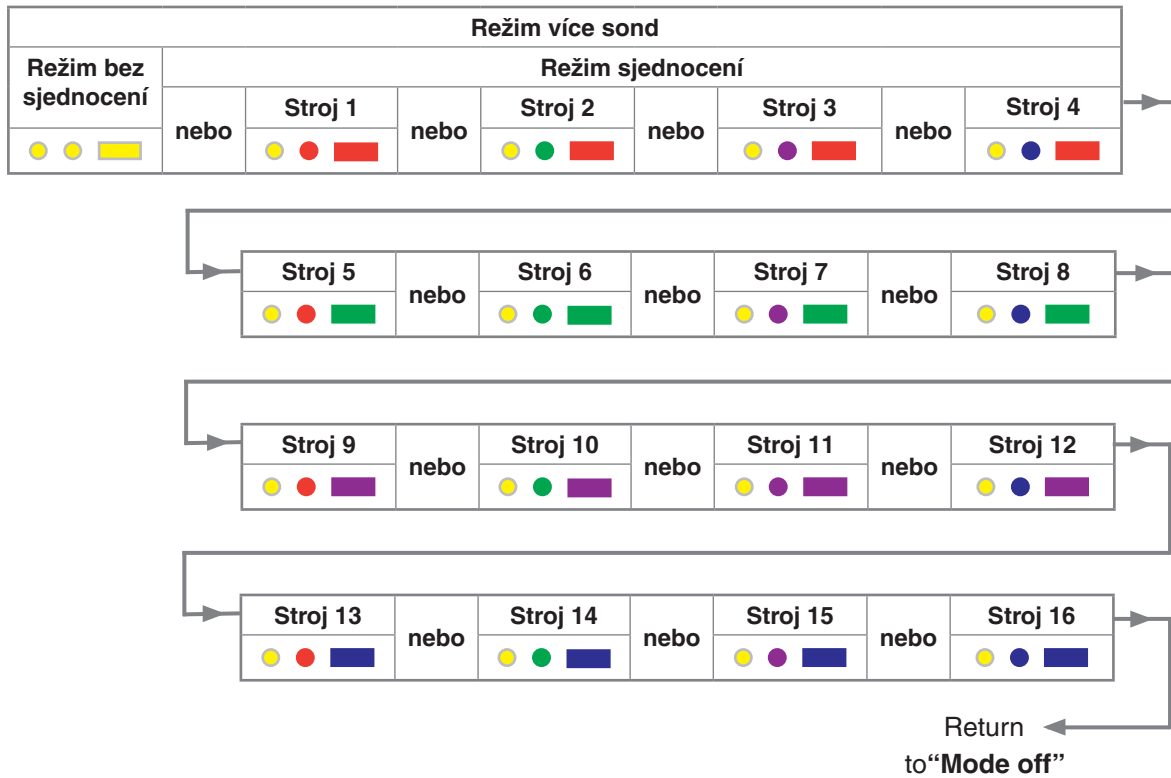 Režim více sond
Režim bez
sjednocení
Režim sjednocení
nebo
Stroj 1
nebo
Stroj 2
nebo
Stroj 3
nebo
Stroj 4
Stroj 5
nebo
Stroj 6
nebo
Stroj 7
nebo
Stroj 8
Stroj 9
nebo
Stroj 10
nebo
Stroj 11
nebo
Stroj 12
Stroj 13
nebo
Stroj 14
nebo
Stroj 15
nebo
Stroj 16
Return
to“Mode off”